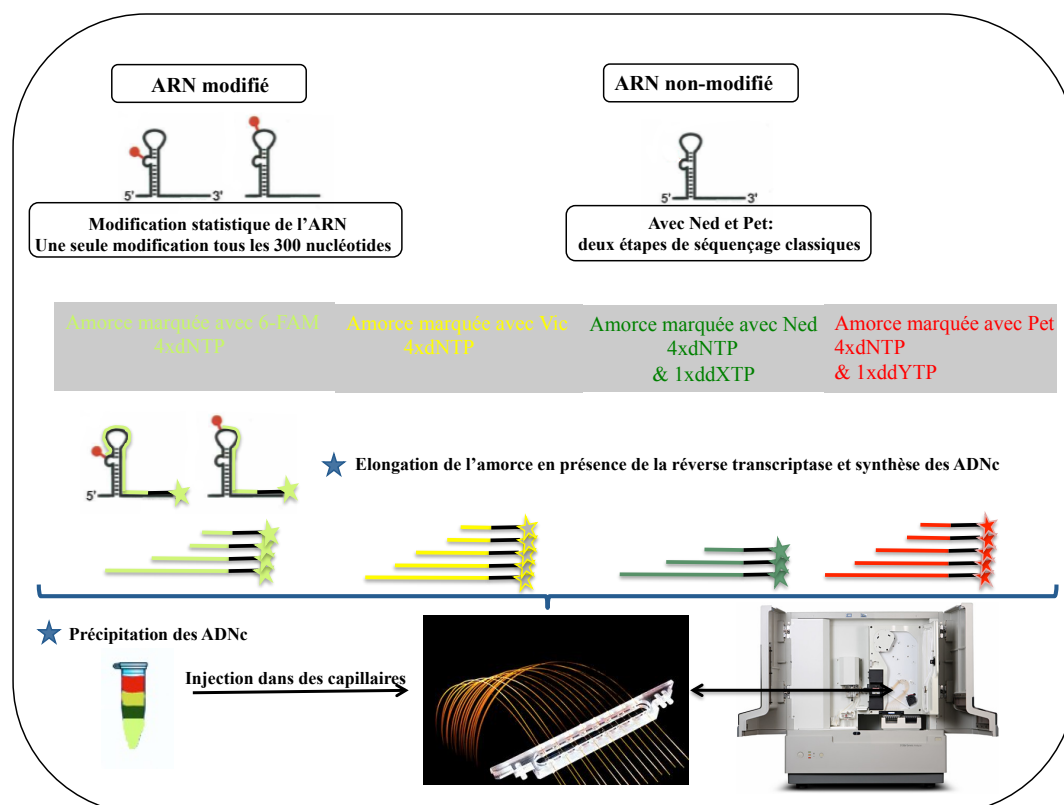 ARN modifié
ARN non-modifié
5'
3'
5'
3'
Modification statistique de l'ARN
Une seule modification tous les 300 nucléotides
Avec Ned et Pet:
deux étapes de séquençage classiques
Amorce marquée avec 6-FAM
4xdNTP
Amorce marquée avec Vic
4xdNTP
Amorce marquée avec Ned
4xdNTP
& 1xddXTP
Amorce marquée avec Pet
4xdNTP
& 1xddYTP
Elongation de l'amorce en présence de la réverse transcriptase et synthèse des ADNc
5'
Précipitation des ADNc
Injection dans des capillaires